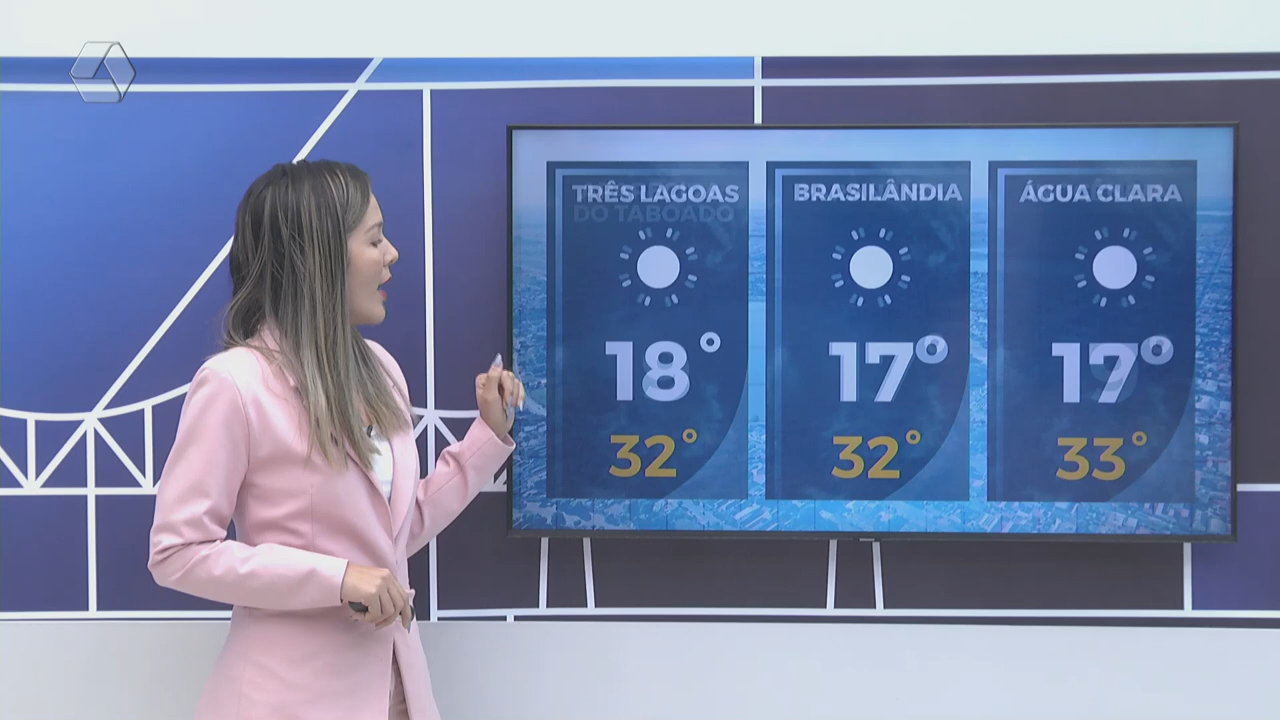 TRÊS LAGOAS
DO TABOADO
18°
32°
BRASILÂNDIA
17°
32°
ÁGUA CLARA
17°
33°